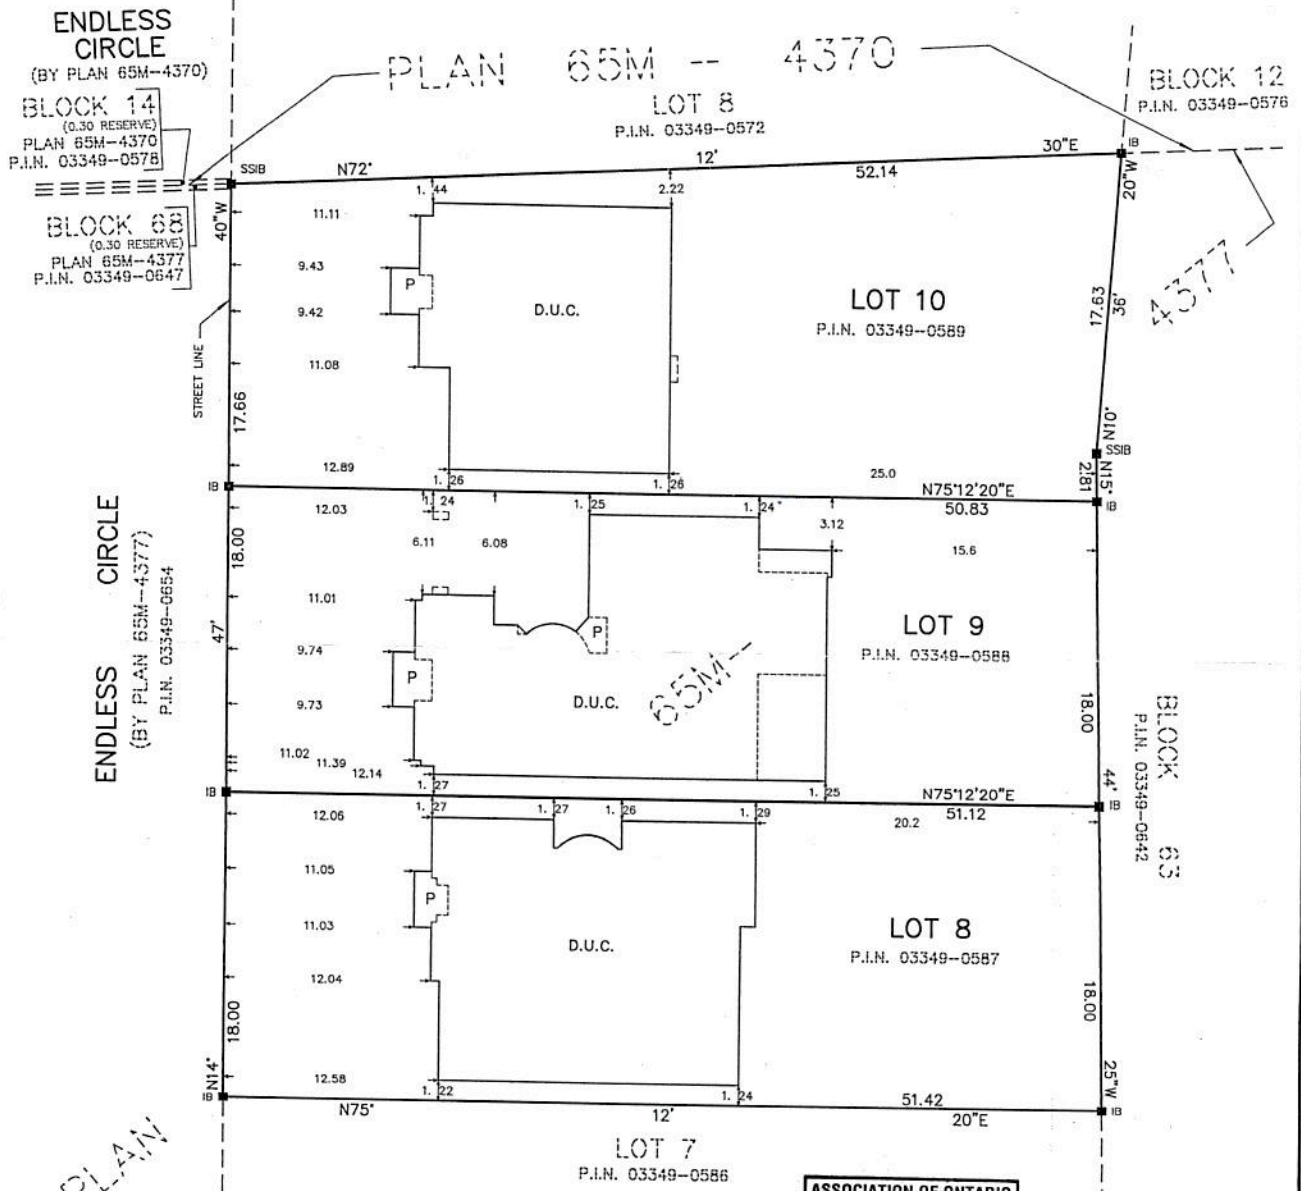 ENDLESS
CIRCLE
(BY PLAN 65M-4370)
BLOCK 14
(0.30 RESERVE)
PLAN 65M-4370
P.I.N. 03349-0578
PLAN 65M -- 4370
LOT 8
P.I.N. 03349-0572
BLOCK 12
P.I.N. 03349-0576
SSIB
N72° 12' 30"E
52.14
IB
BLOCK 68
(0.30 RESERVE)
PLAN 65M-4377
P.I.N. 03349-0647
40"W
20"W
1.44
2.22
11.11
9.43
P
9.42
11.08
D.U.C.
LOT 10
P.I.N. 03349-0589
17.63
36'
4377
STREET LINE
17.66
N10°
SSIB
12.89
1.26
1.26
25.0
2.81
N15°
IB
N75°12'20"E
50.83
IB
12.03
1.24
1.25
1.24
3.12
6.11
6.08
15.6
18.00
ENDLESS CIRCLE
(BY PLAN 65M-4377)
P.I.N. 03349-0654
47'
11.01
9.74
P
9.73
P
D.U.C.
65M-
LOT 9
P.I.N. 03349-0588
18.00
BLOCK 63
P.I.N. 03349-0642
11.02
11.39
12.14
1.27
1.25
N75°12'20"E
51.12
44'
IB
IB
12.06
1.27
1.27
1.26
1.29
20.2
11.05
P
11.03
12.04
D.U.C.
LOT 8
P.I.N. 03349-0587
18.00
18.00
N14°
25"W
12.58
1.22
1.24
51.42
IB
IB
N75° 12' 20"E
PLAN
LOT 7
P.I.N. 03349-0586
ASSOCIATION OF ONTARIO